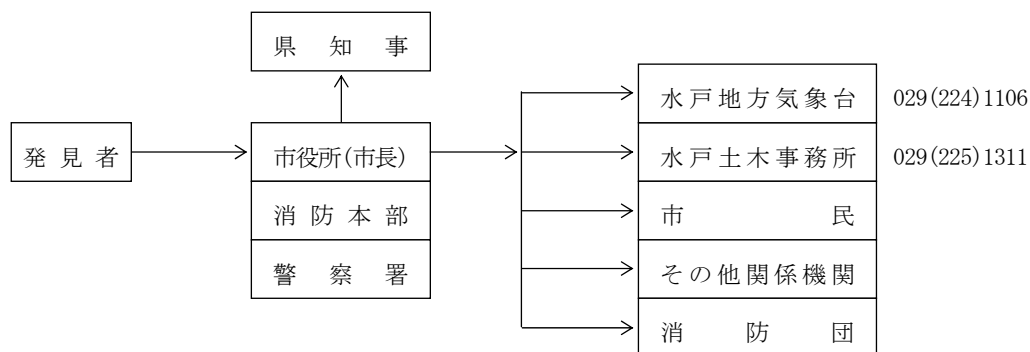 県知事
水戸地方気象台 029(224)1106
発見者 市役所(市長) 水戸土木事務所 029(225)1311
消防本部 市民
警察署 その他関係機関
消防団